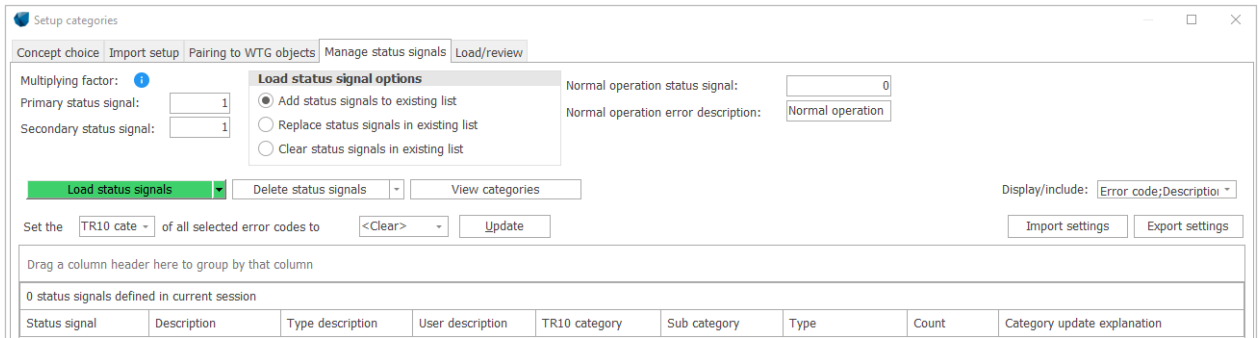 Setup categories
Concept choice Import setup Pairing to WTG objects Manage status signals Load/review
Multiplying factor:
Primary status signal: 1
Secondary status signal: 1
Load status signal options
Add status signals to existing list
Replace status signals in existing list
Clear status signals in existing list
Normal operation status signal: 0
Normal operation error description: Normal operation
Load status signals Delete status signals View categories Display/include: Error code;Description
Set the TR10 cate of all selected error codes to <Clear> Update Import settings Export settings
Drag a column header here to group by that column
0 status signals defined in current session
Status signal Description Type description User description TR10 category Sub category Type Count Category update explanation